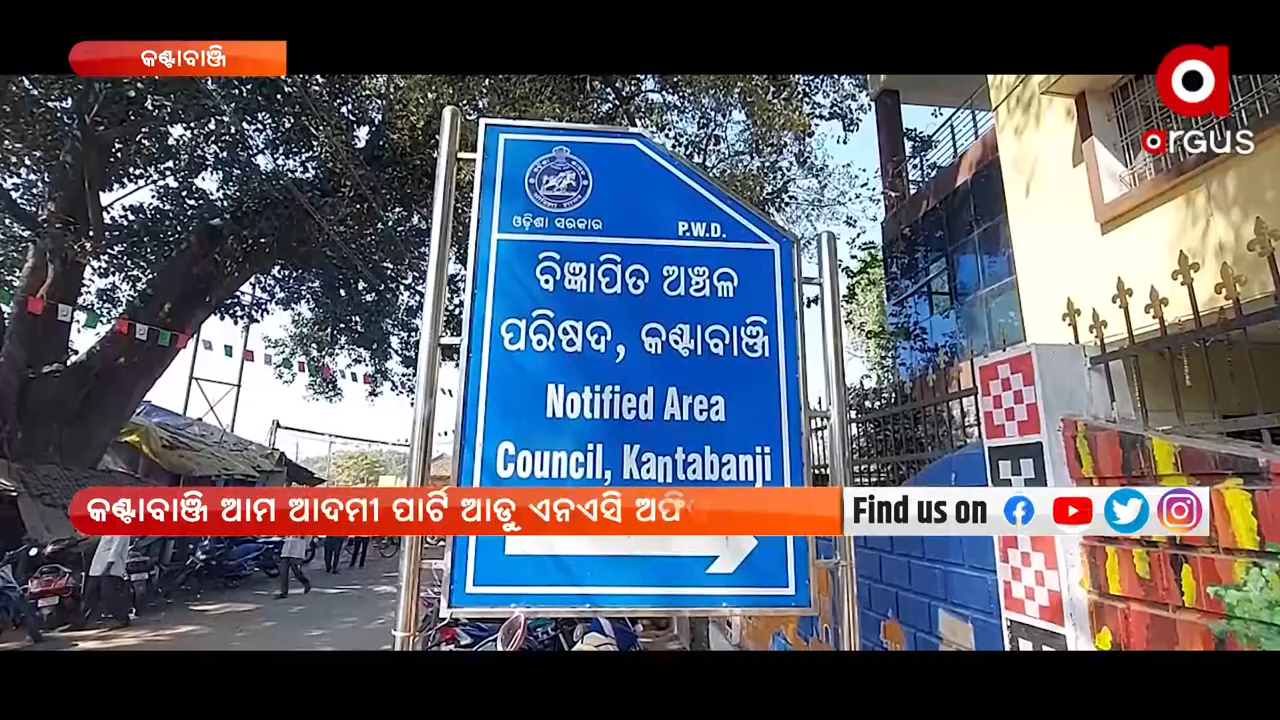 କଣ୍ଟାବାଞ୍ଜି
argus
ଓଡ଼ିଶା ସରକାର
P.W.D.
ବିଜ୍ଞାପିତ ଅଞ୍ଚଳ
ପରିଷଦ, କଣ୍ଟାବାଞ୍ଜି
Notified Area
Council, Kantabanji
କଣ୍ଟାବାଞ୍ଜି ଆମ ଆଦମୀ ପାର୍ଟି ଆଡୁ ଏନଏସି
Find us on